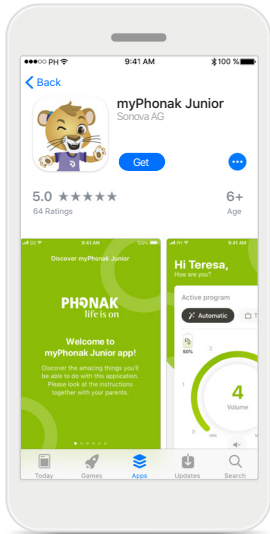 PH 9:41 AM 100 %
Back
myPhonak Junior
Sonova AG
Get
5.0
64 Ratings
6+
Age
9:41 AM 100%
Discover myPhonak Junior
PHONAK
life is on
Welcome to
myPhonak Junior app!
Discover the amazing things you'll
be able to do with this application.
Please look at the instructions
together with your parents.
9:41 AM
Hi Teresa,
How are you?
Active program
Automatic
50%
0
1
2
4
Volume
Today
Games
Apps
Updates
Search